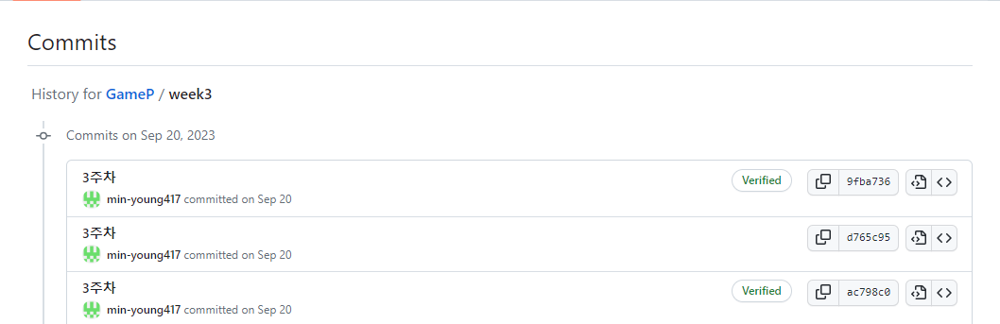 Commits
History for GameP / week3
Commits on Sep 20, 2023
3주차
Verified
9fba736
min-young417 committed on Sep 20
3주차
d765c95
min-young417 committed on Sep 20
3주차
Verified
ac798c0
min-young417 committed on Sep 20